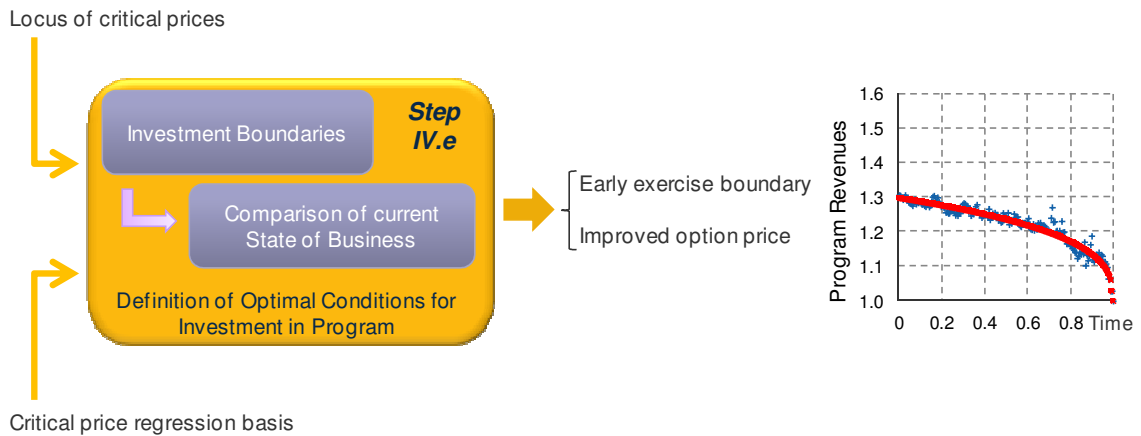 Locus of critical prices
Step
IV.e
Investment Boundaries
Comparison of current
State of Business
Definition of Optimal Conditions for
Investment in Program
Critical price regression basis
Early exercise boundary
Improved option price
Program Revenues
1.6
1.5
1.4
1.3
1.2
1.1
1.0
0 0.2 0.4 0.6 0.8 Time